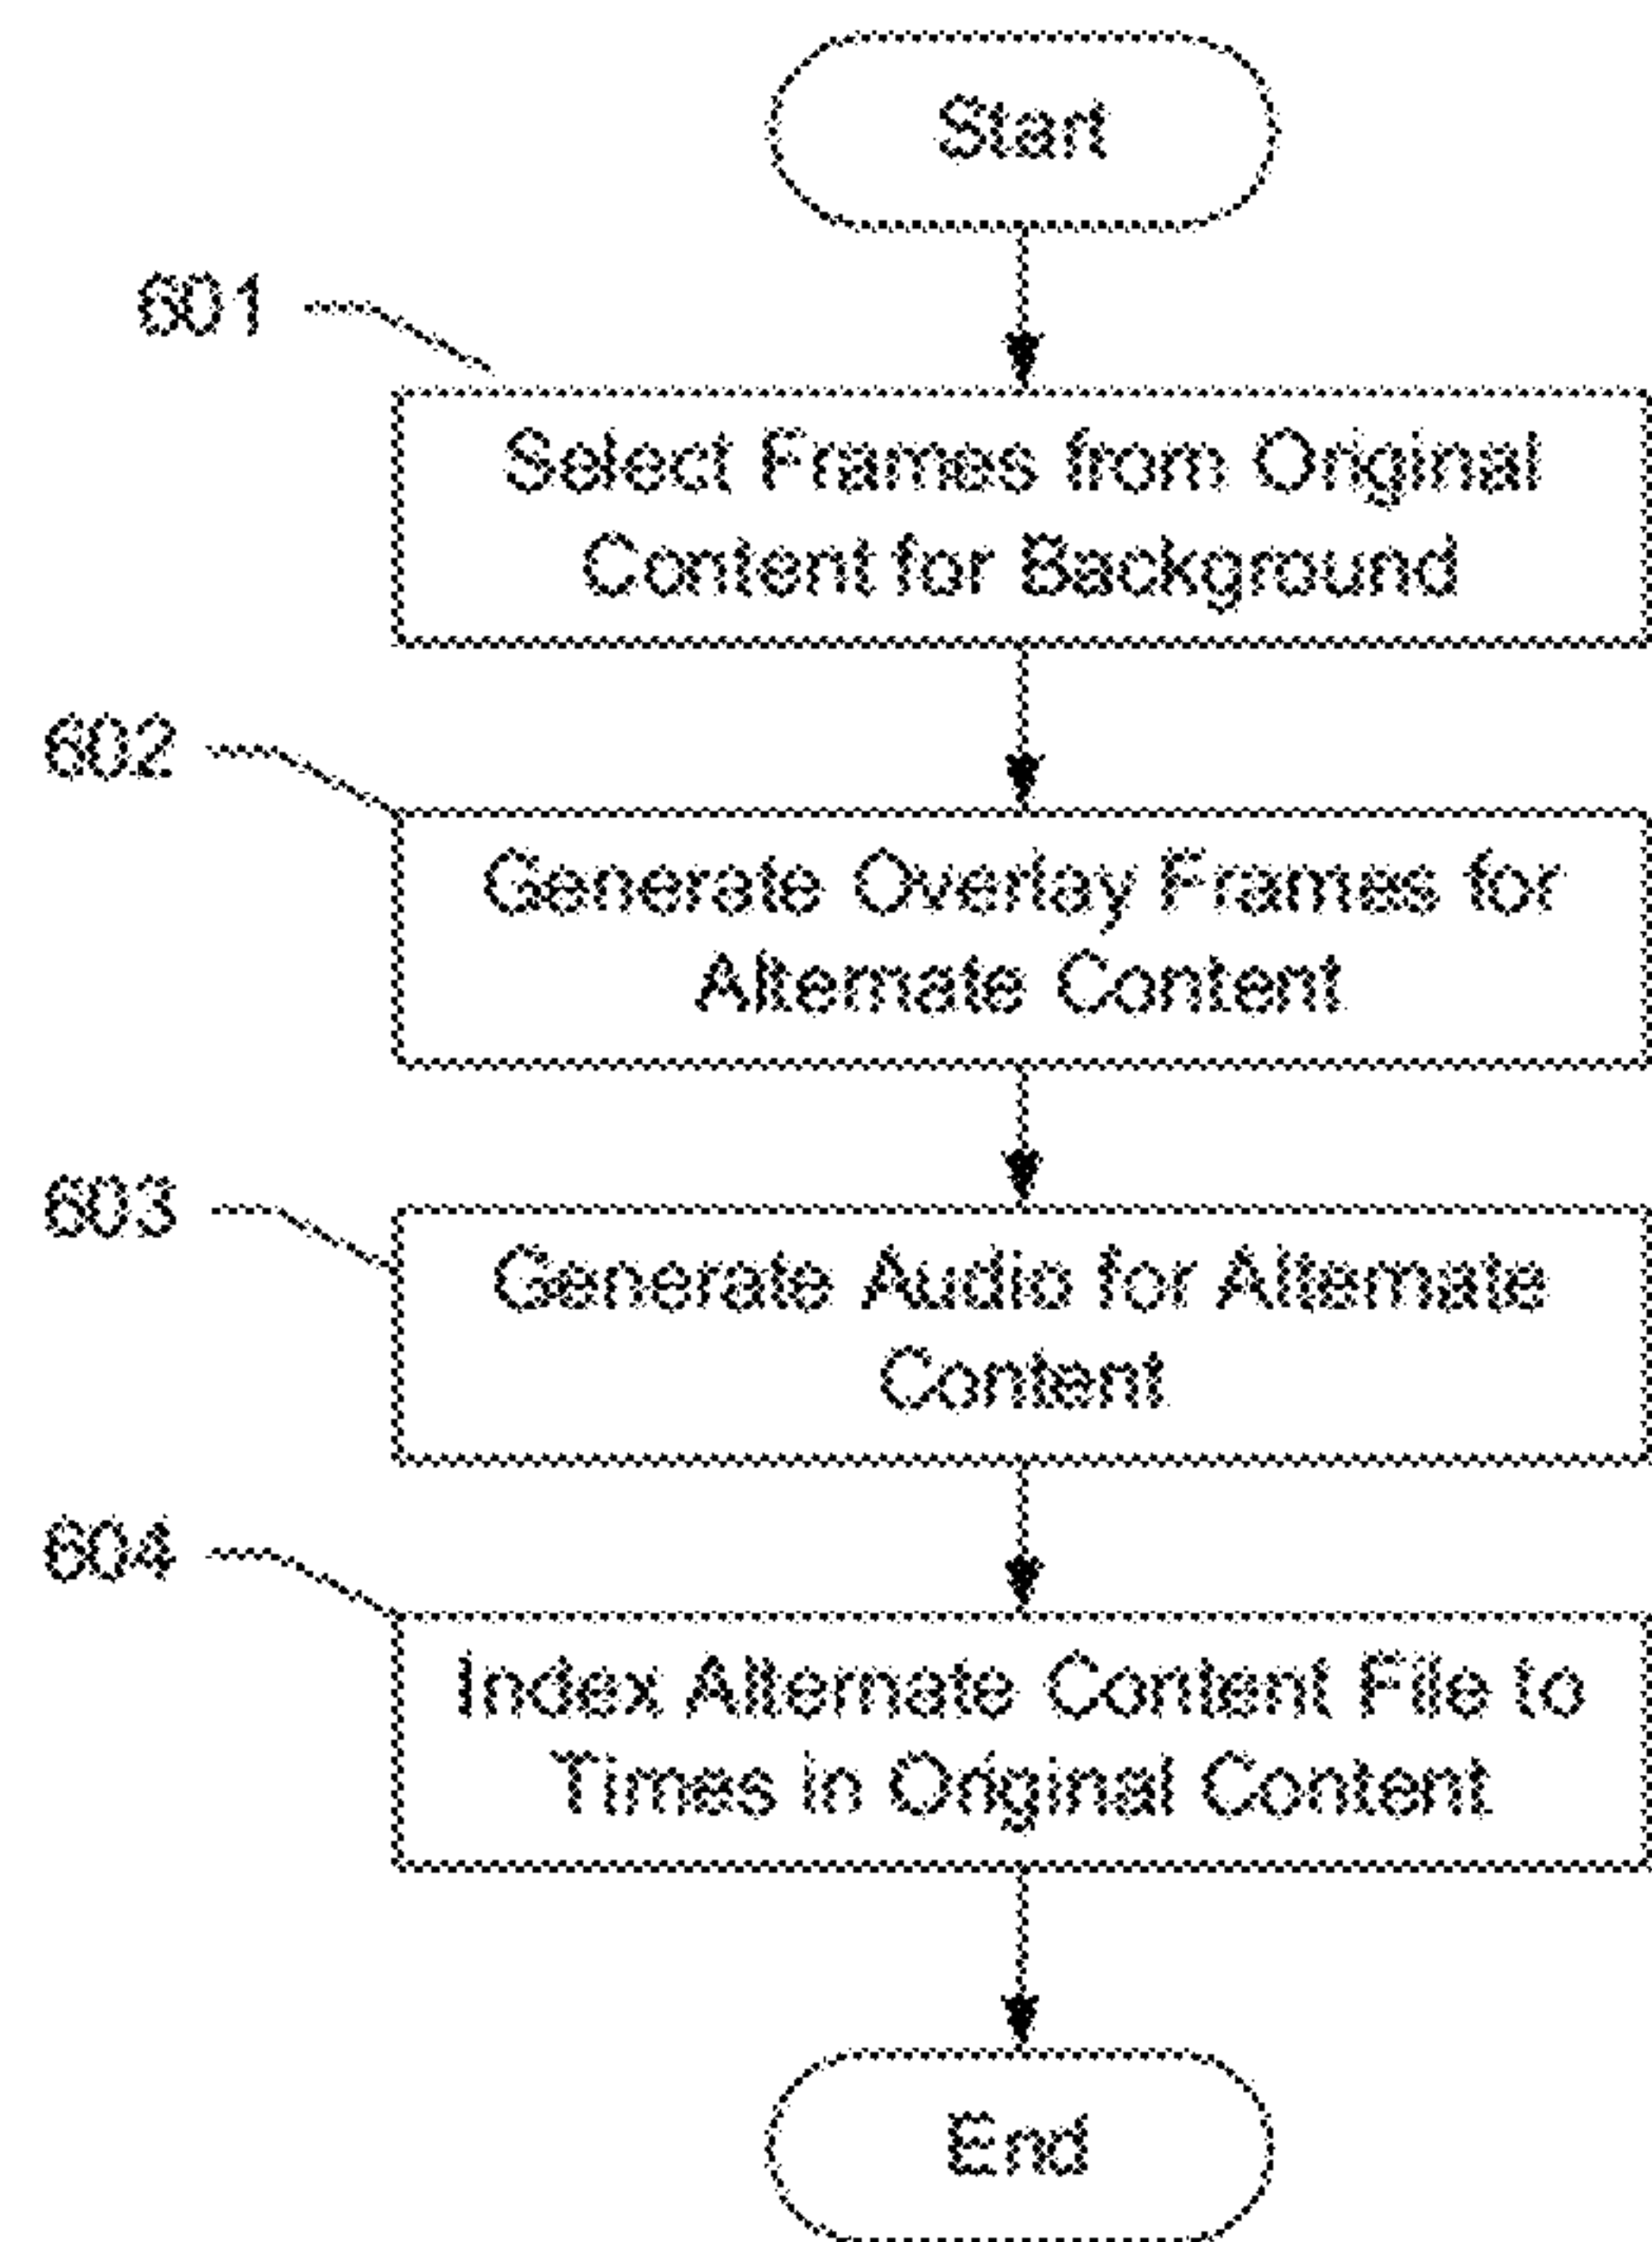 Start
601
Select Frames from Original
Content for Background
602
Generate Overlay Frames for
Alternate Content
603
Generate Audio for Alternate
Content
604
Index Alternate Content File to
Times in Original Content
End